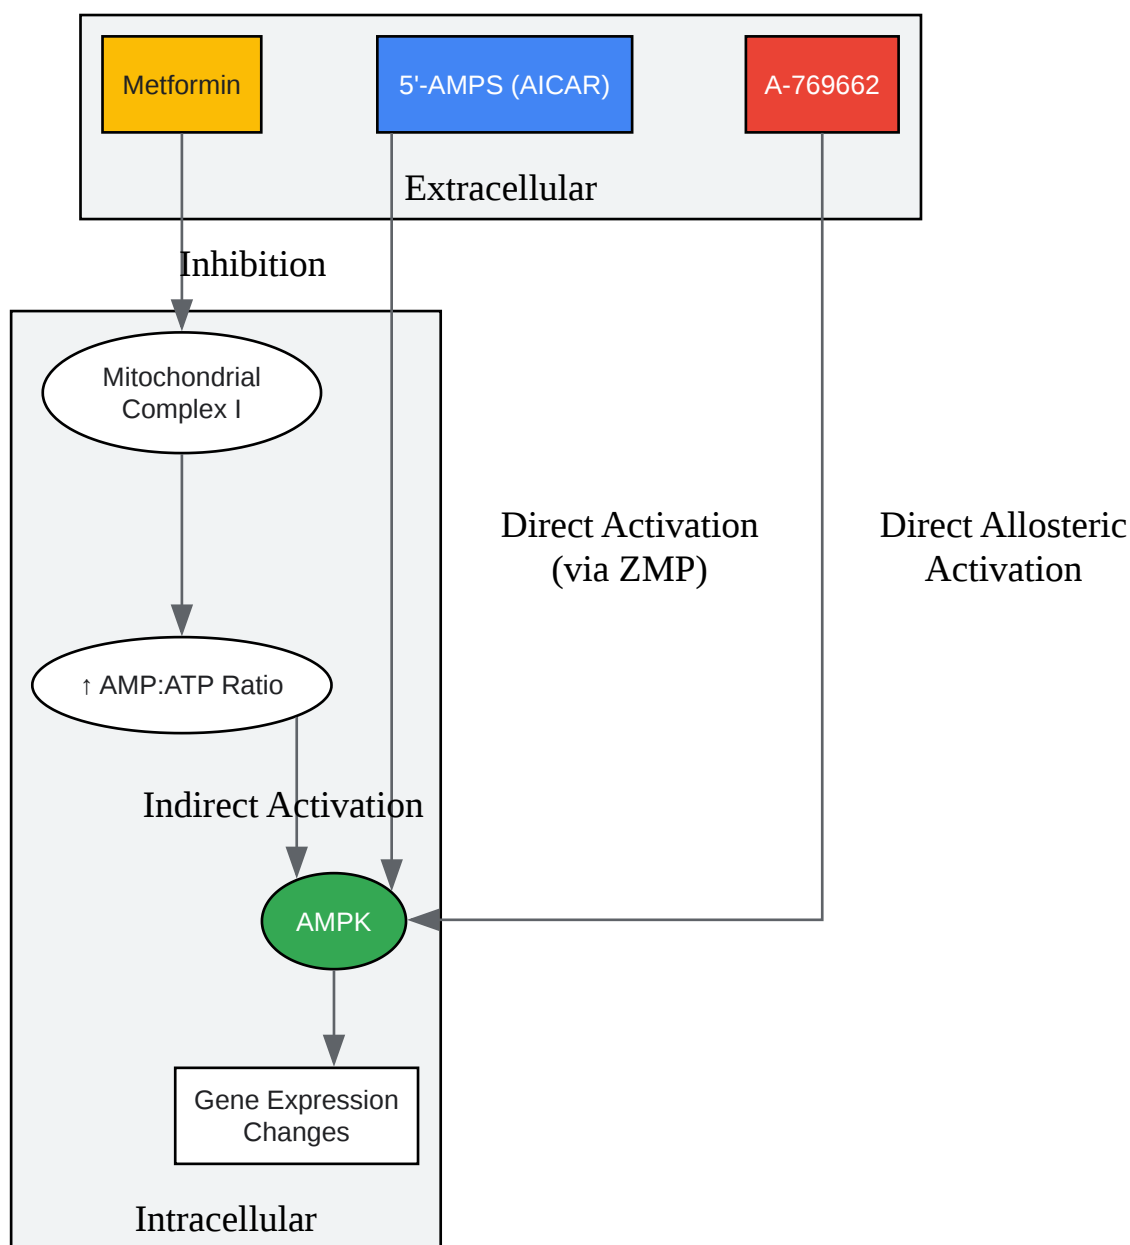 Metformin
5'-AMPS (AICAR)
A-769662
Extracellular
Inhibition
Mitochondrial
Complex I
Direct Activation
(via ZMP)
Direct Allosteric
Activation
↑ AMP:ATP Ratio
Indirect Activation
AMPK
Gene Expression
Changes
Intracellular